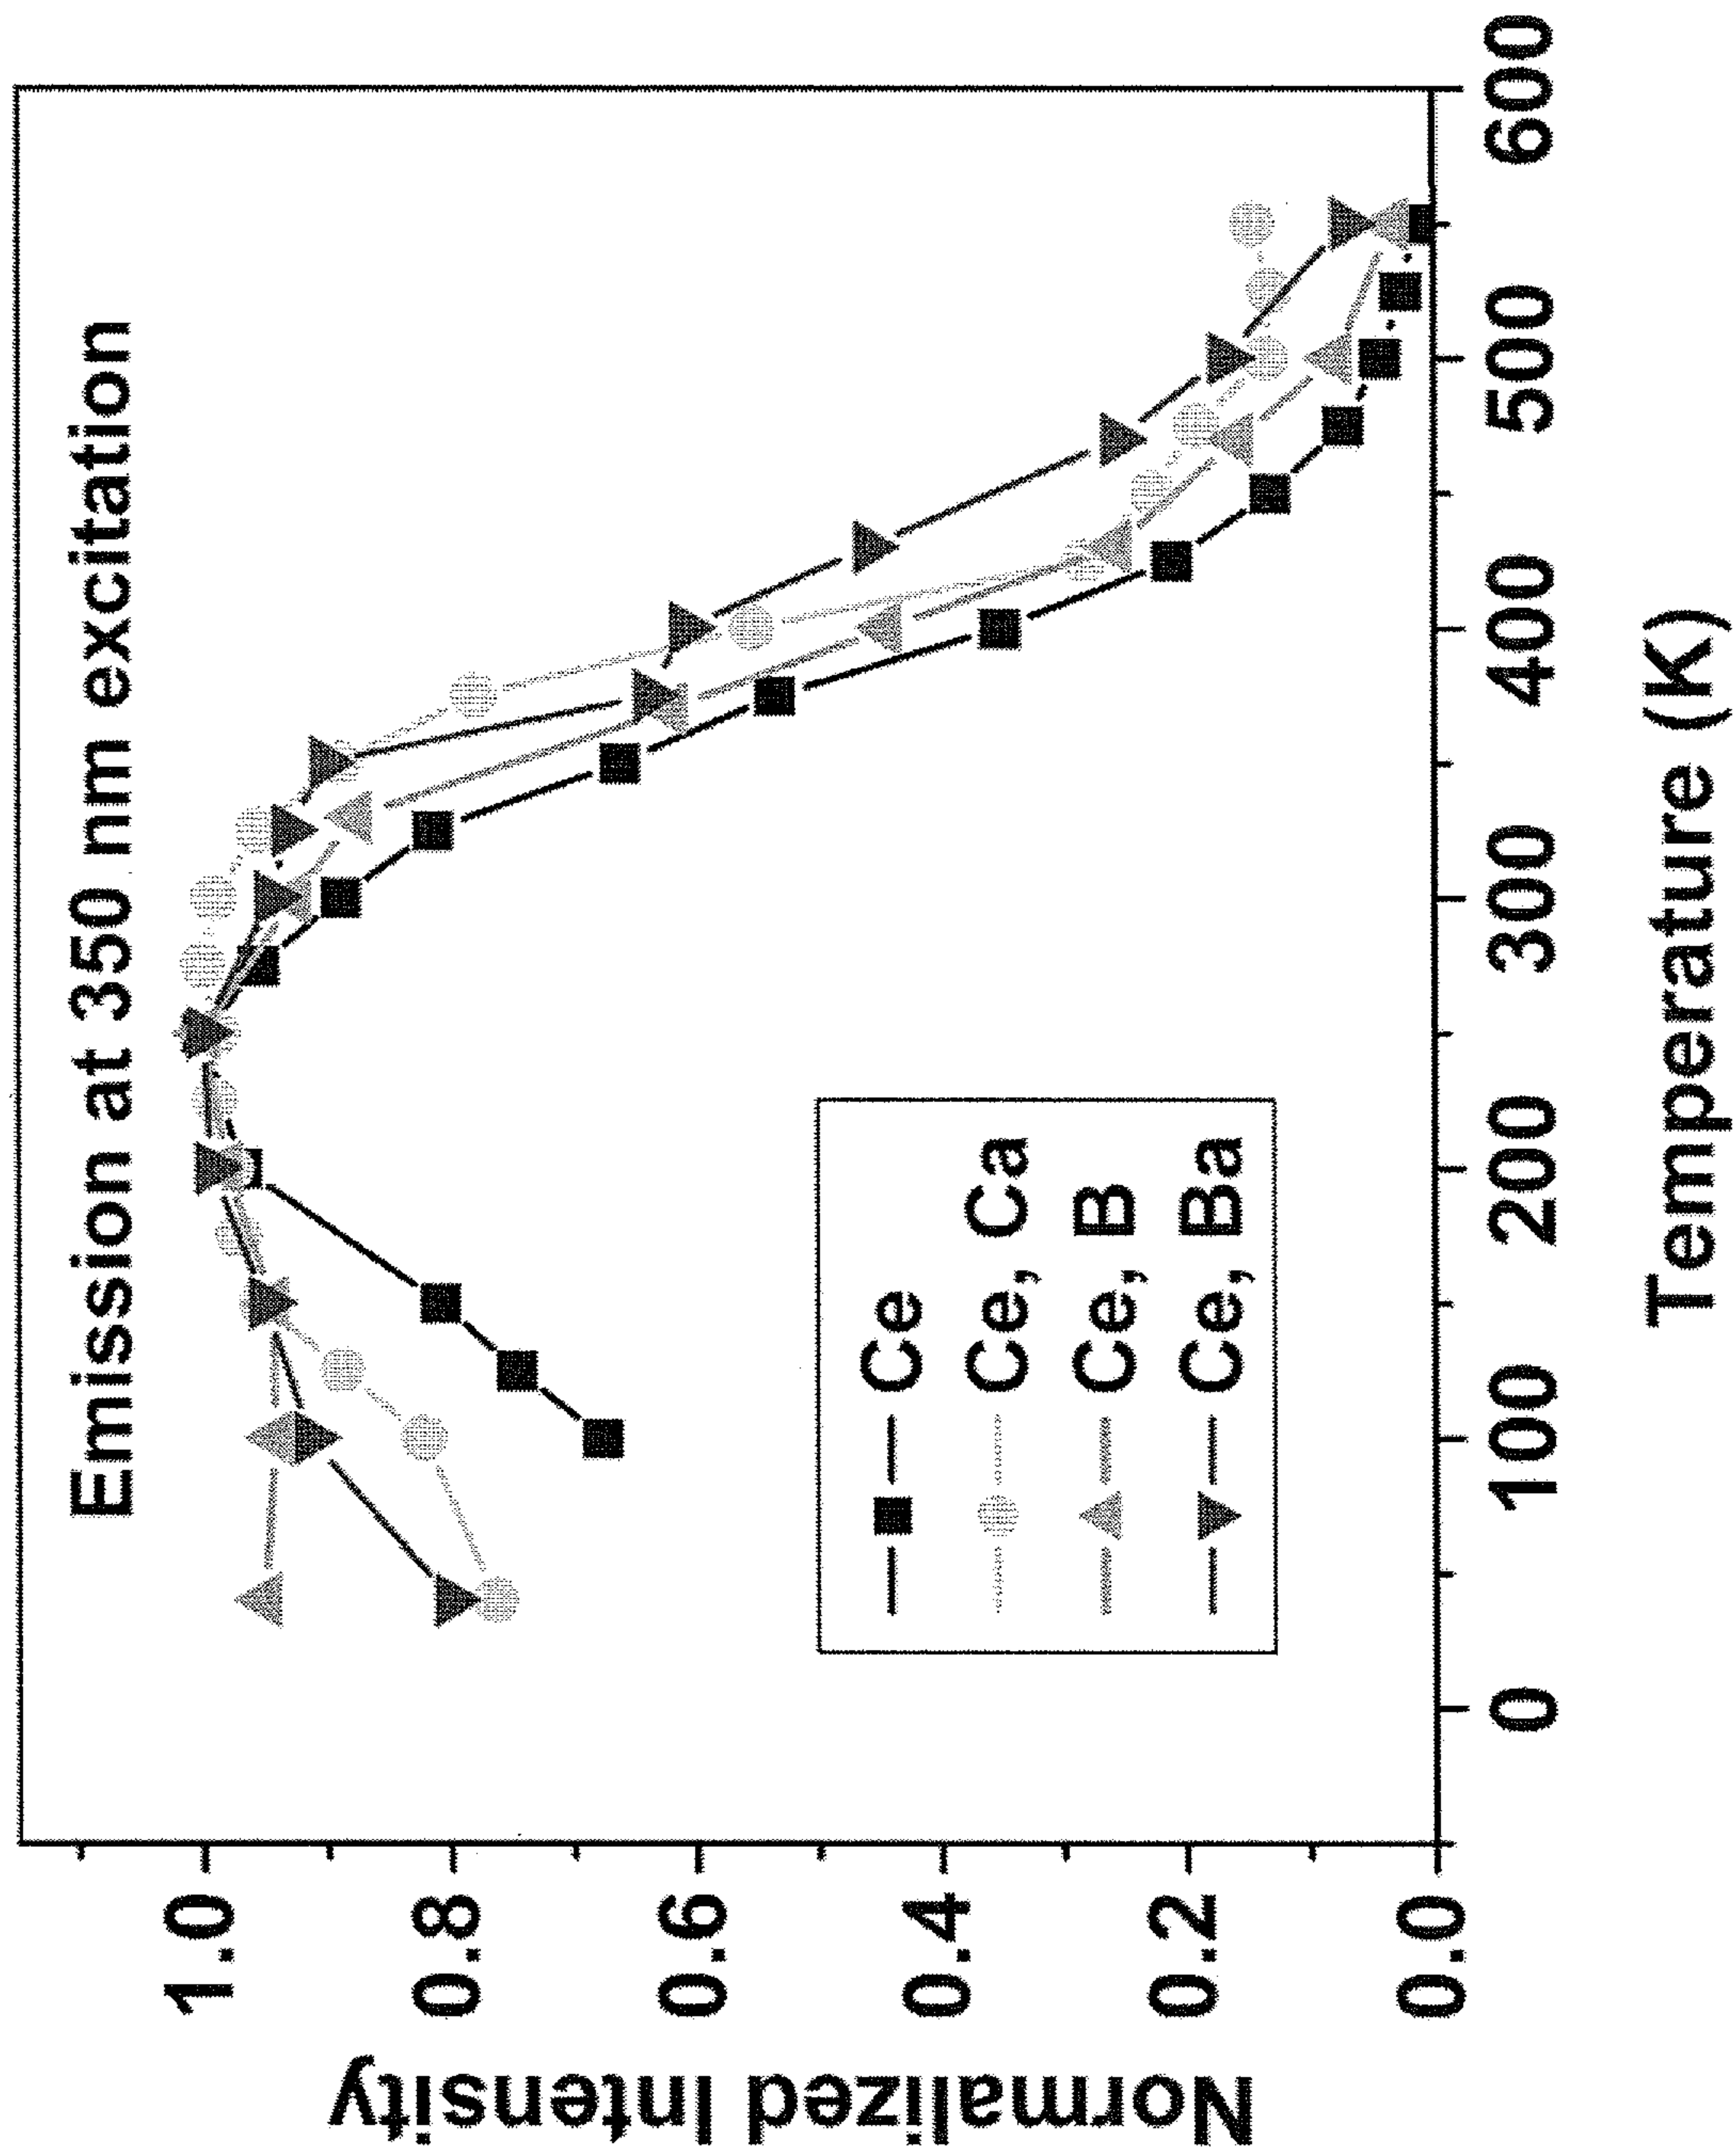 Emission at 350 nm excitation
Normalized Intensity
1.0
0.8
0.6
0.4
0.2
0.0
Ce
Ce, Ca
Ce, B
Ce, Ba
0 100 200 300 400 500 600
Temperature (K)